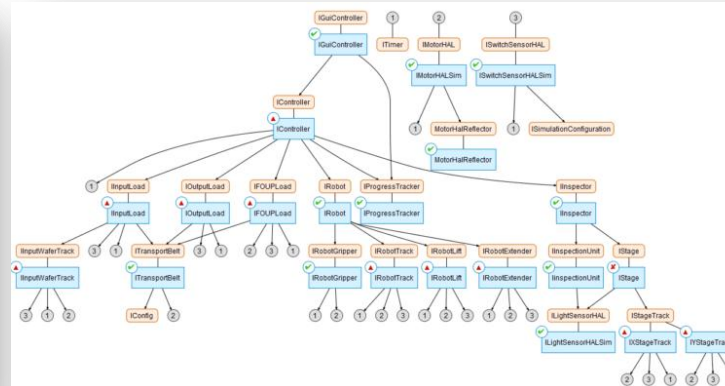 IGuiController
1
2
3
IGuiController
ITimer
IMotorHAL
ISwitchSensorHAL
IMotorHALSim
ISwitchSensorHALSim
IController
1
MotorHalReflector
1
ISimulationConfiguration
IController
MotorHalReflector
1
IInputLoad
IOutputLoad
IFOUPLoad
IRobot
IProgressTracker
IInspector
IInputLoad
IOutputLoad
IFOUPLoad
IRobot
IProgressTracker
IInspector
IInputWaferTrack
3
1
ITransportBelt
3
1
2
3
1
IRobotGripper
IRobotTrack
IRobotLift
IRobotExtender
IInspectionUnit
IStage
IInputWaferTrack
ITransportBelt
IRobotGripper
IRobotTrack
IRobotLift
IRobotExtender
IInspectionUnit
IStage
3
1
2
IConfig
2
1
2
1
2
3
1
2
3
1
2
3
ILightSensorHAL
IStageTrack
ILightSensorHALSim
IXStageTrack
IYStageTra
2
3
1
2
3